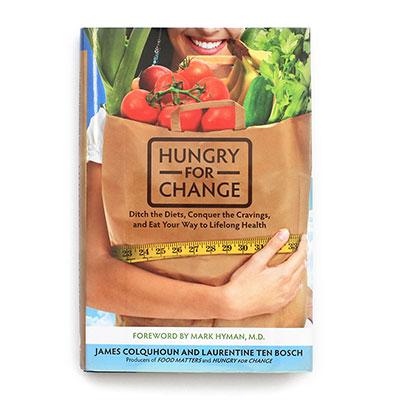 HUNGRY
FOR
CHANGE
Ditch the Diets, Conquer the Cravings,
and Eat Your Way to Lifelong Health
23 24 25 26 27 28 29 30 31 32 33
FOREWORD BY MARK HYMAN, M.D.
JAMES COLQUHOUN AND LAURENTINE TEN BOSCH
Producers of FOOD MATTERS and HUNGRY FOR CHANGE